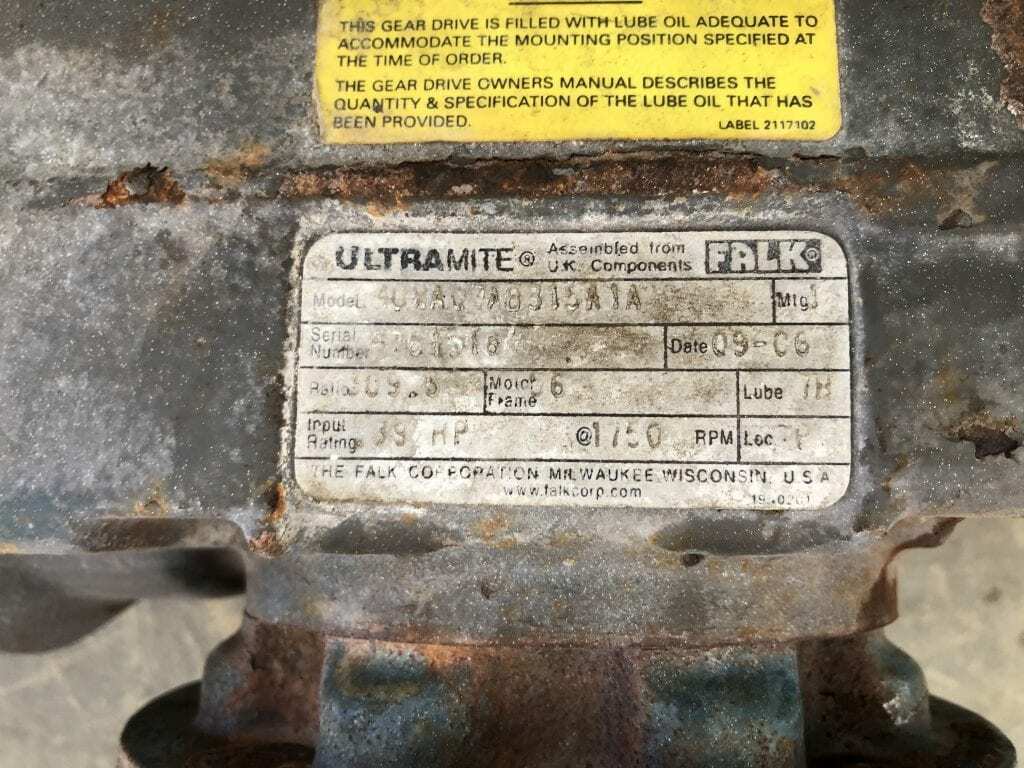 THIS GEAR DRIVE IS FILLED WITH LUBE OIL ADEQUATE TO
ACCOMMODATE THE MOUNTING POSITION SPECIFIED AT
THE TIME OF ORDER.
THE GEAR DRIVE OWNERS MANUAL DESCRIBES THE
QUANTITY & SPECIFICATION OF THE LUBE OIL THAT HAS
BEEN PROVIDED. LABEL 2117102
ULTRAMITE® Assembled from U.K. Components FALK®
Model Mfg 1
Serial Number Date 09-06
Ratio Motor Frame 6 Lube
Input Rating HP @ 1750 RPM Loc
THE FALK CORPORATION MILWAUKEE, WISCONSIN, U.S.A
www.falkcorp.com